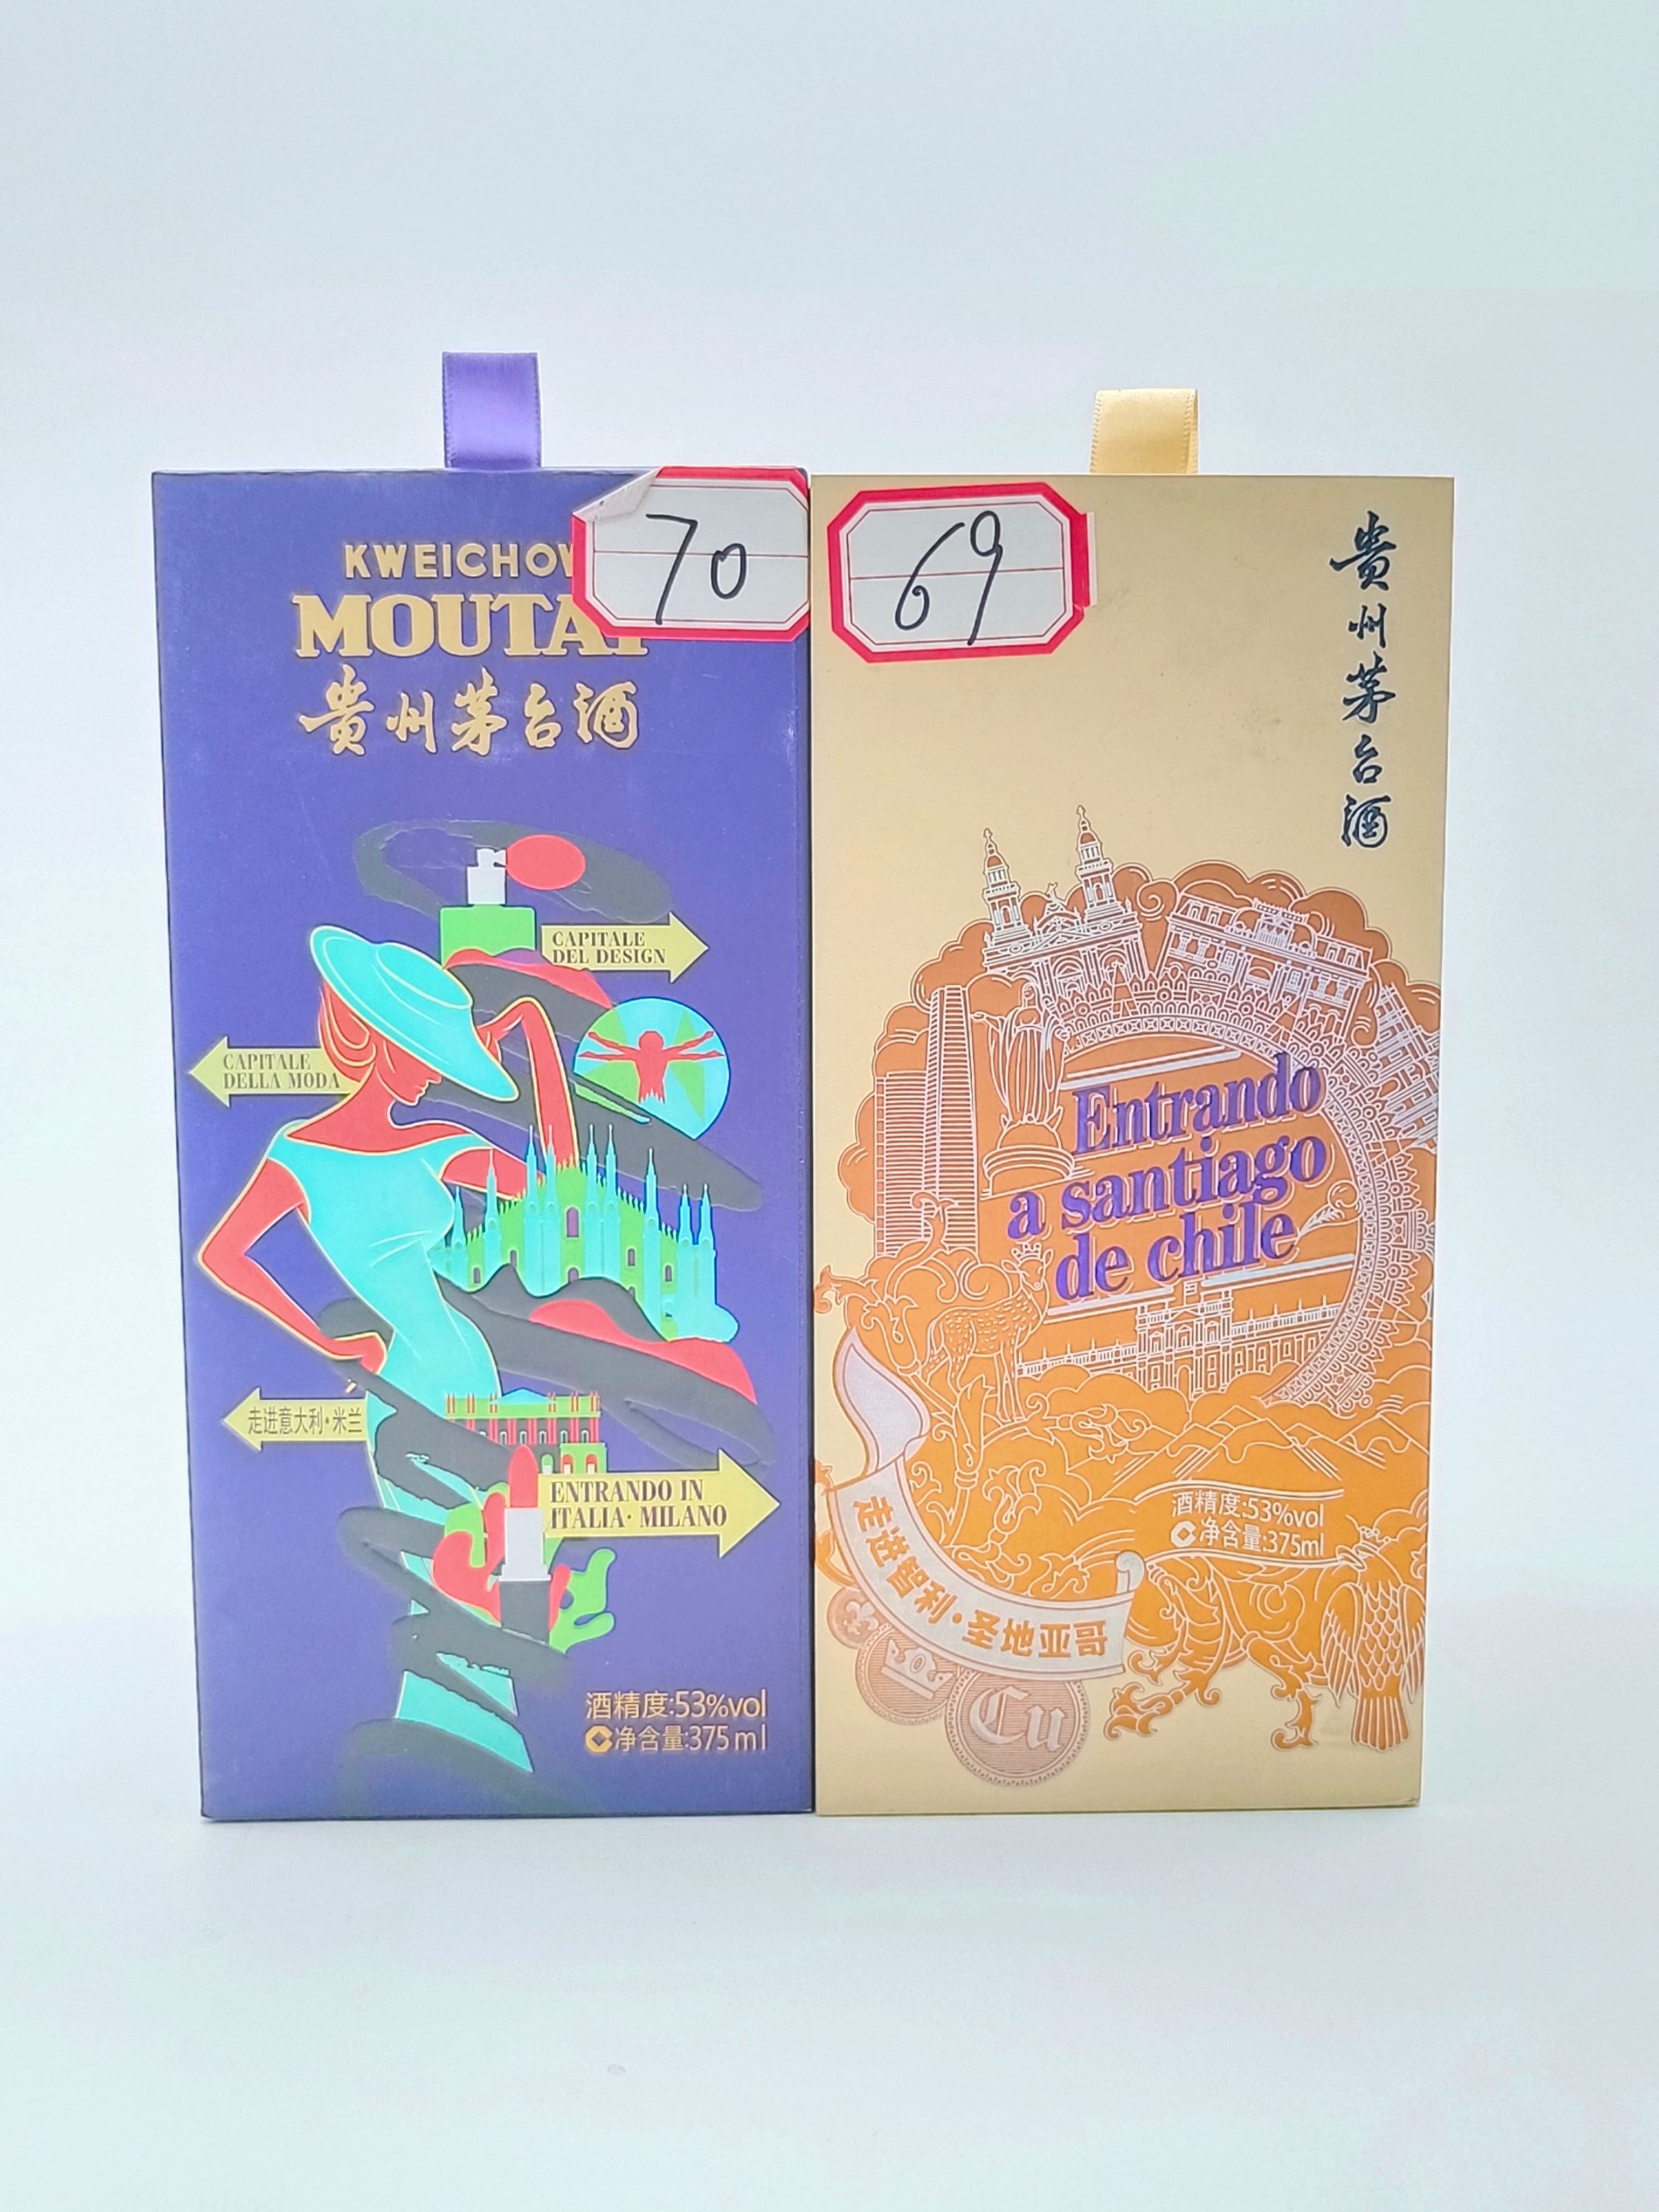 KWEICHOW
MOUTAI
貴州茅台酒
70
CAPITALE
DEL DESIGN
CAPITALE
DELLA MODA
走进意大利·米兰
ENTRANDO IN
ITALIA· MILANO
酒精度:53%vol
净含量:375ml
69
貴州茅台酒
Entrando
a santiago
de chile
酒精度:53%vol
净含量:375ml
走进智利·圣地亚哥
Cu